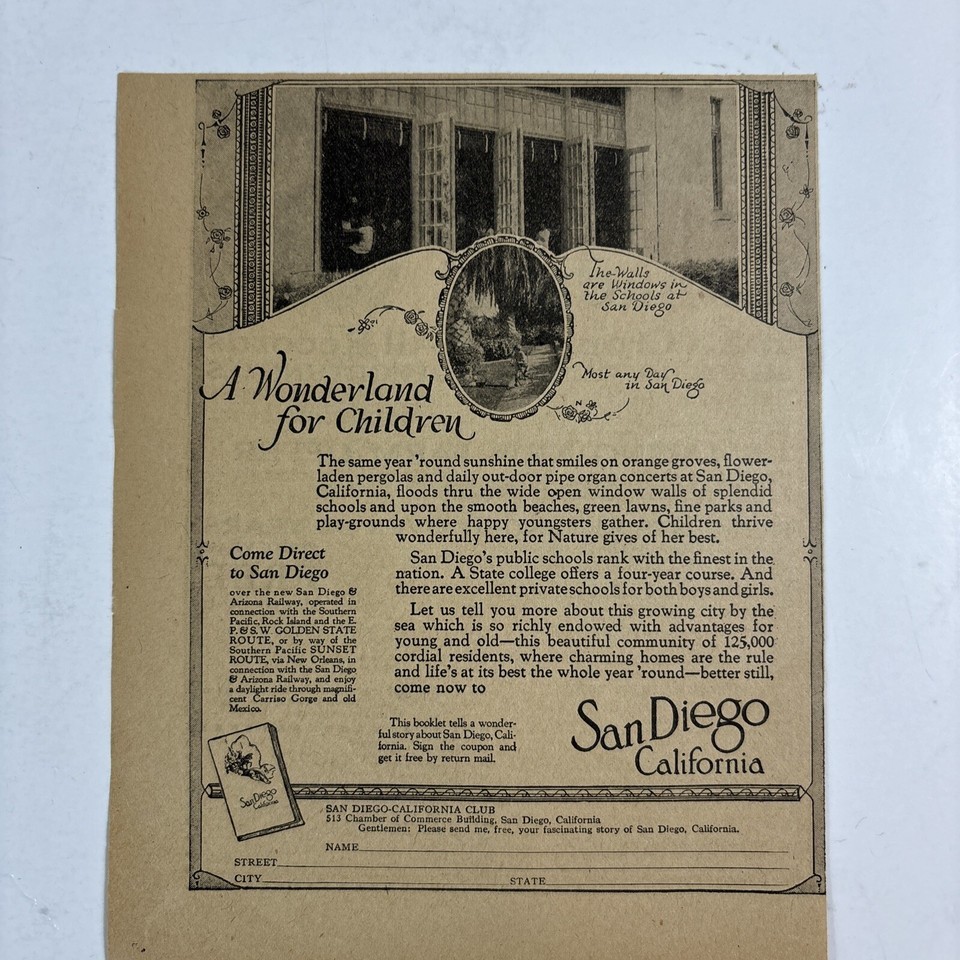 The Walls
are Windows in
the Schools at
San Diego
Most any Day
in San Diego
A Wonderland
for Children
The same year 'round sunshine that smiles on orange groves, flower-
laden pergolas and daily out-door pipe organ concerts at San Diego,
California, floods thru the wide open window walls of splendid
schools and upon the smooth beaches, green lawns, fine parks and
play-grounds where happy youngsters gather. Children thrive
wonderfully here, for Nature gives of her best.
San Diego's public schools rank with the finest in the
nation. A State college offers a four-year course. And
there are excellent private schools for both boys and girls.
Let us tell you more about this growing city by the
sea which is so richly endowed with advantages for
young and old—this beautiful community of 125,000
cordial residents, where charming homes are the rule
and life's at its best the whole year 'round—better still,
come now to
San Diego
California
Come Direct
to San Diego
over the new San Diego &
Arizona Railway, operated in
connection with the Southern
Pacific, Rock Island and the E.
P. & S. W. GOLDEN STATE
ROUTE, or by way of the
Southern Pacific SUNSET
ROUTE, via New Orleans, in
connection with the San Diego
& Arizona Railway, and enjoy
a daylight ride through magnifi-
cent Carriso Gorge and old
Mexico.
This booklet tells a wonder-
ful story about San Diego, Cali-
fornia. Sign the coupon and
get it free by return mail.
San Diego
California
SAN DIEGO-CALIFORNIA CLUB
513 Chamber of Commerce Building, San Diego, California
Gentlemen: Please send me, free, your fascinating story of San Diego, California.
NAME
STREET
CITY STATE